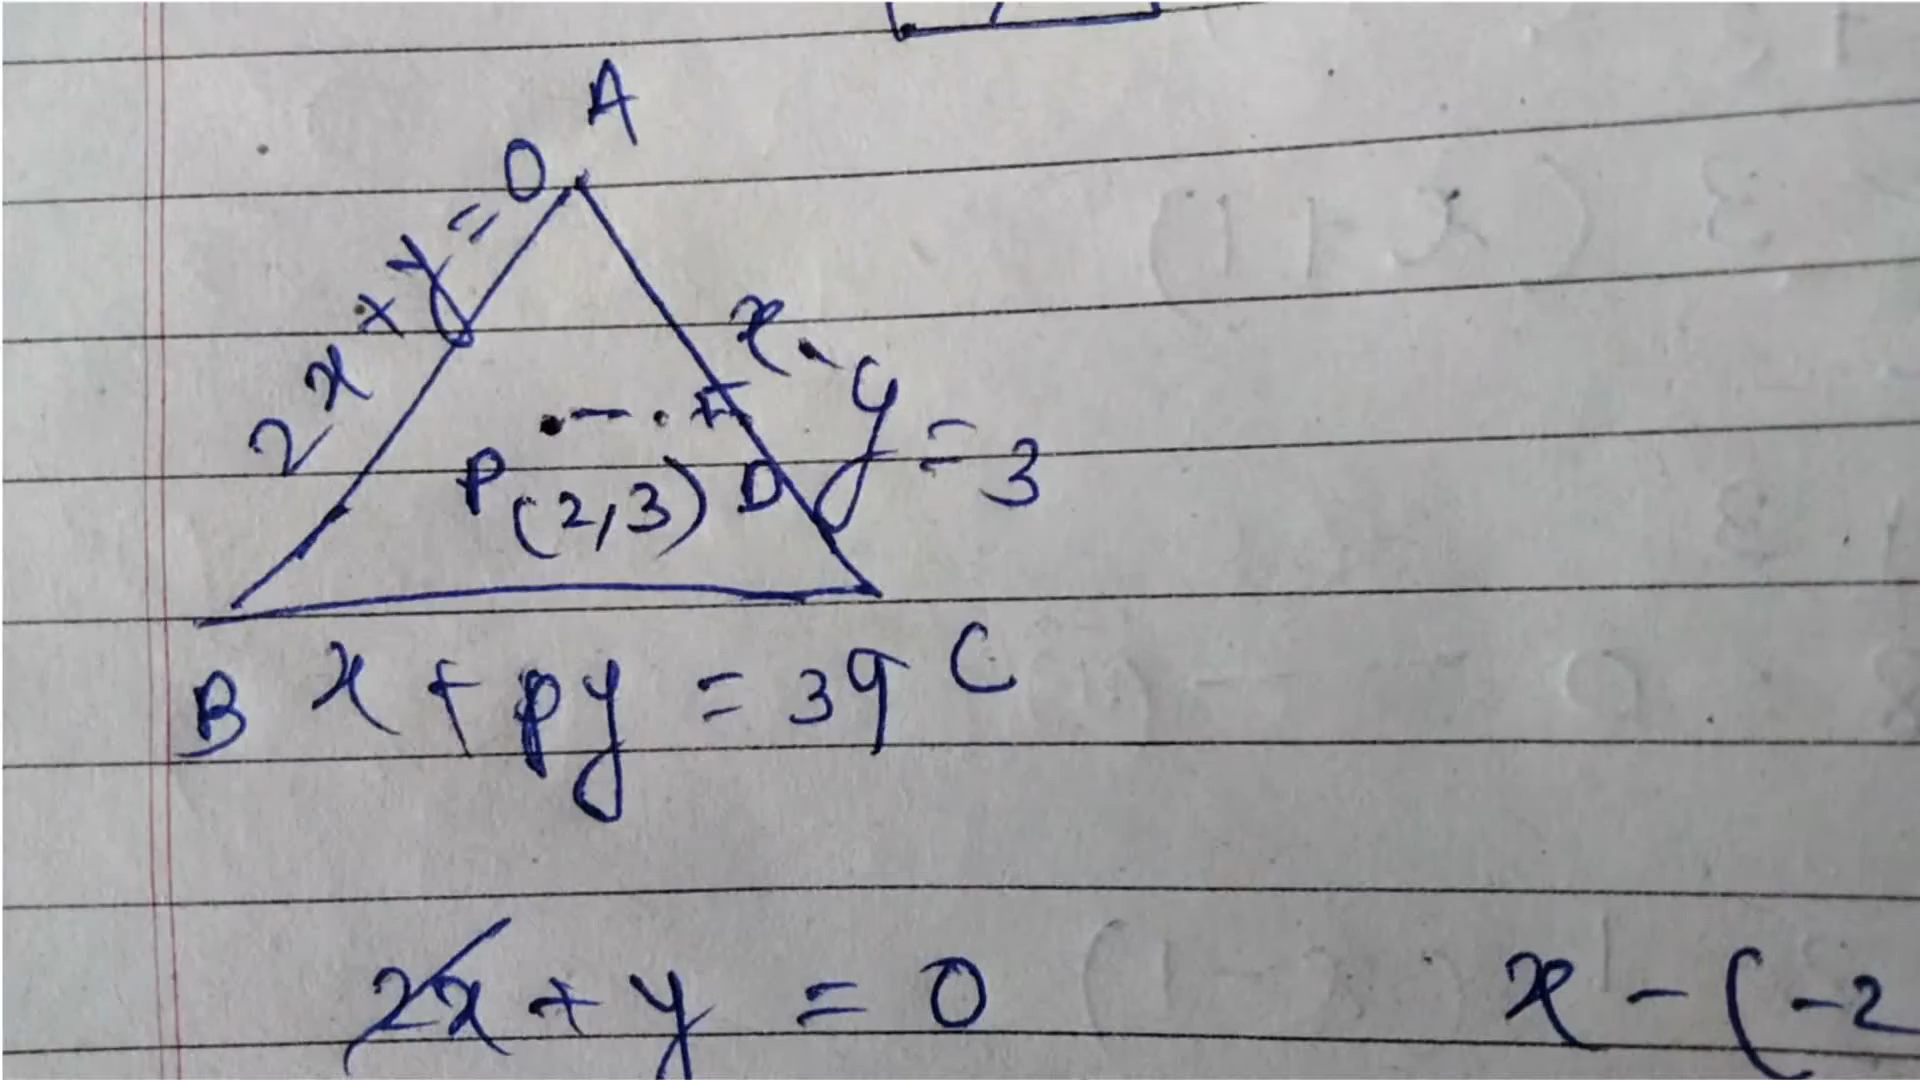 A
2x + y = 0
x - y = 3
P(2,3) D
B x + py = 39 C
2x + y = 0 x - (-2